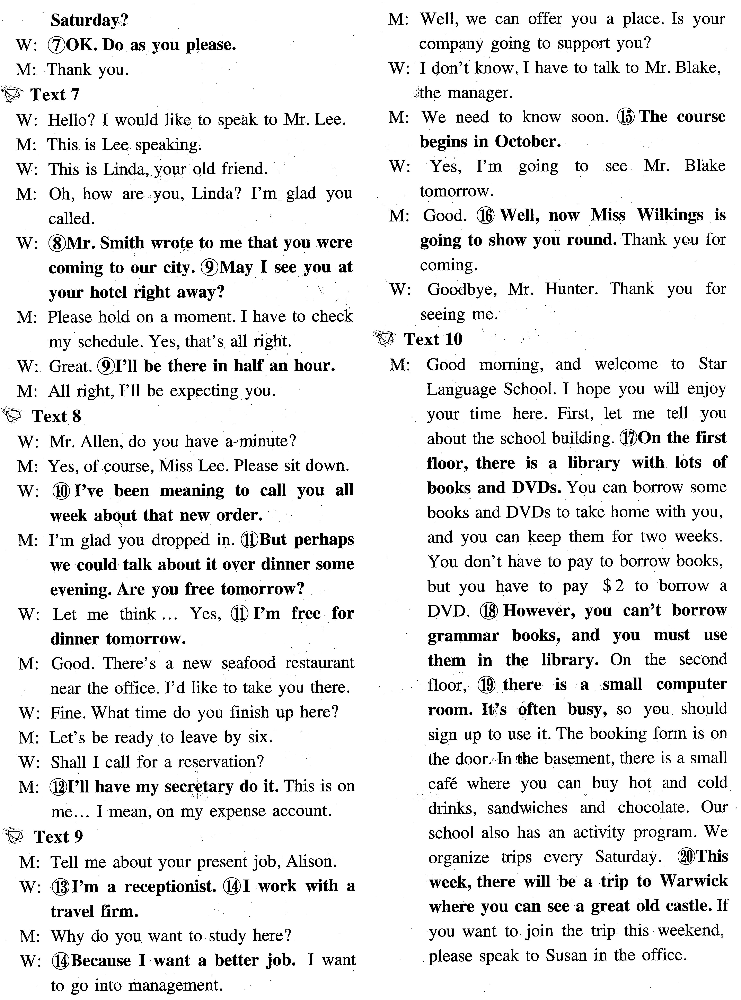 Saturday?
W: ⑦OK. Do as you please.
M: Thank you.
Text 7
W: Hello? I would like to speak to Mr. Lee.
M: This is Lee speaking.
W: This is Linda, your old friend.
M: Oh, how are you, Linda? I'm glad you
called.
W: ⑧Mr. Smith wrote to me that you were
coming to our city. ⑨May I see you at
your hotel right away?
M: Please hold on a moment. I have to check
my schedule. Yes, that's all right.
W: Great. ⑨I'll be there in half an hour.
M: All right, I'll be expecting you.
Text 8
W: Mr. Allen, do you have a minute?
M: Yes, of course, Miss Lee. Please sit down.
W: ⑩I've been meaning to call you all
week about that new order.
M: I'm glad you dropped in. ⑪But perhaps
we could talk about it over dinner some
evening. Are you free tomorrow?
W: Let me think… Yes, ⑪I'm free for
dinner tomorrow.
M: Good. There's a new seafood restaurant
near the office. I'd like to take you there.
W: Fine. What time do you finish up here?
M: Let's be ready to leave by six.
W: Shall I call for a reservation?
M: ⑫I'll have my secretary do it. This is on
me… I mean, on my expense account.
Text 9
M: Tell me about your present job, Alison.
W: ⑬I'm a receptionist. ⑭I work with a
travel firm.
M: Why do you want to study here?
W: ⑭Because I want a better job. I want
to go into management.
M: Well, we can offer you a place. Is your
company going to support you?
W: I don't know. I have to talk to Mr. Blake,
the manager.
M: We need to know soon. ⑮The course
begins in October.
W: Yes, I'm going to see Mr. Blake
tomorrow.
M: Good. ⑯Well, now Miss Wilkings is
going to show you round. Thank you for
coming.
W: Goodbye, Mr. Hunter. Thank you for
seeing me.
Text 10
M: Good morning, and welcome to Star
Language School. I hope you will enjoy
your time here. First, let me tell you
about the school building. ⑰On the first
floor, there is a library with lots of
books and DVDs. You can borrow some
books and DVDs to take home with you,
and you can keep them for two weeks.
You don't have to pay to borrow books,
but you have to pay $2 to borrow a
DVD. ⑱However, you can't borrow
grammar books, and you must use
them in the library. On the second
floor, ⑲there is a small computer
room. It's often busy, so you should
sign up to use it. The booking form is on
the door. In the basement, there is a small
café where you can buy hot and cold
drinks, sandwiches and chocolate. Our
school also has an activity program. We
organize trips every Saturday. ⑳This
week, there will be a trip to Warwick
where you can see a great old castle. If
you want to join the trip this weekend,
please speak to Susan in the office.